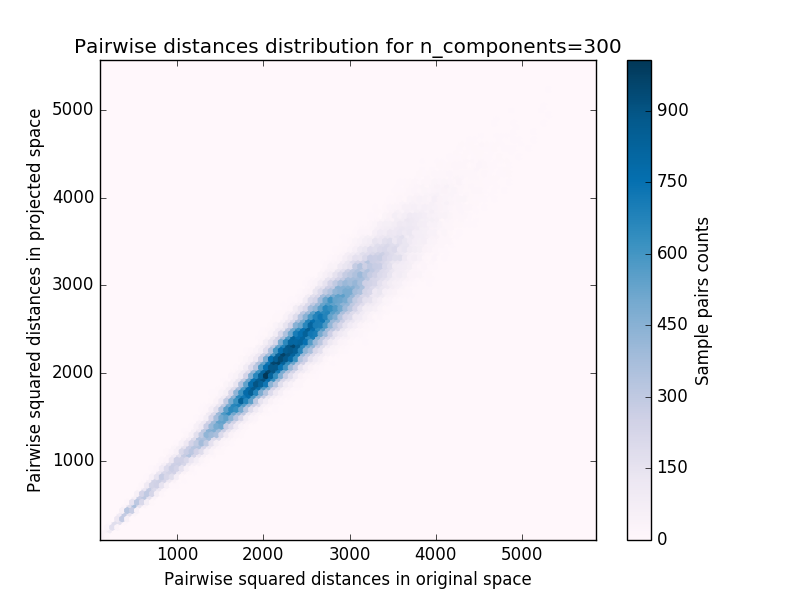 Pairwise distances distribution for n_components=300
Pairwise squared distances in projected space
5000
4000
3000
2000
1000
1000 2000 3000 4000 5000
Pairwise squared distances in original space
900
750
600
450
300
150
0
Sample pairs counts